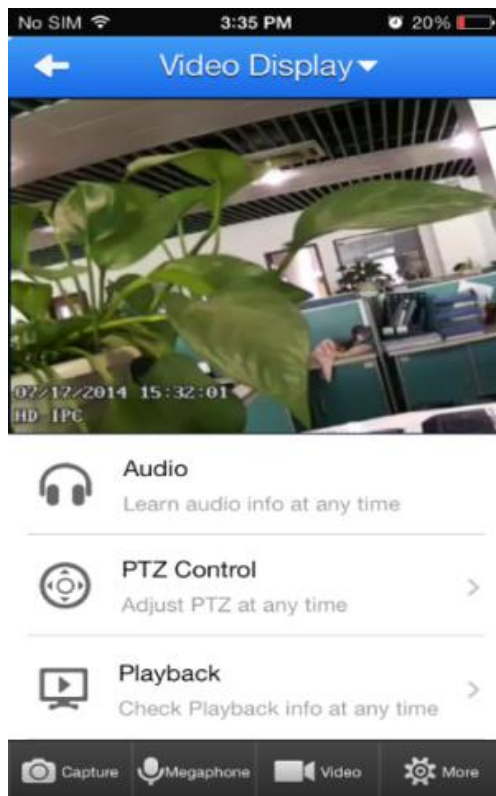 No SIM 3:35 PM 20%
Video Display
07/17/2014 15:32:01
HD IPC
Audio
Learn audio info at any time
PTZ Control
Adjust PTZ at any time
Playback
Check Playback info at any time
Capture Megaphone Video More